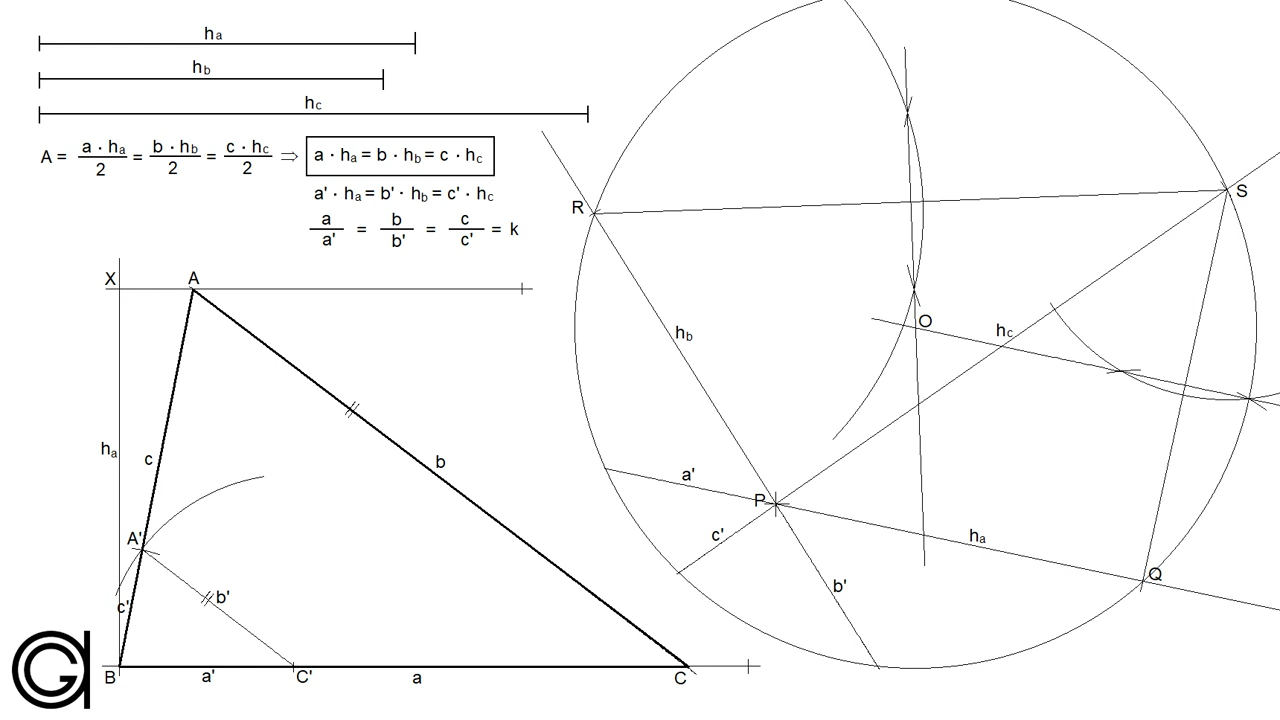 hₐ
h_b
h_c
A = a · hₐ / 2 = b · h_b / 2 = c · h_c / 2 ⇒ a · hₐ = b · h_b = c · h_c
a' · hₐ = b' · h_b = c' · h_c
a / a' = b / b' = c / c' = k
X
A
hₐ
c
b
A'
c'
b'
B
a'
C'
a
C
R
S
h_b
O
h_c
a'
P
c'
hₐ
b'
Q